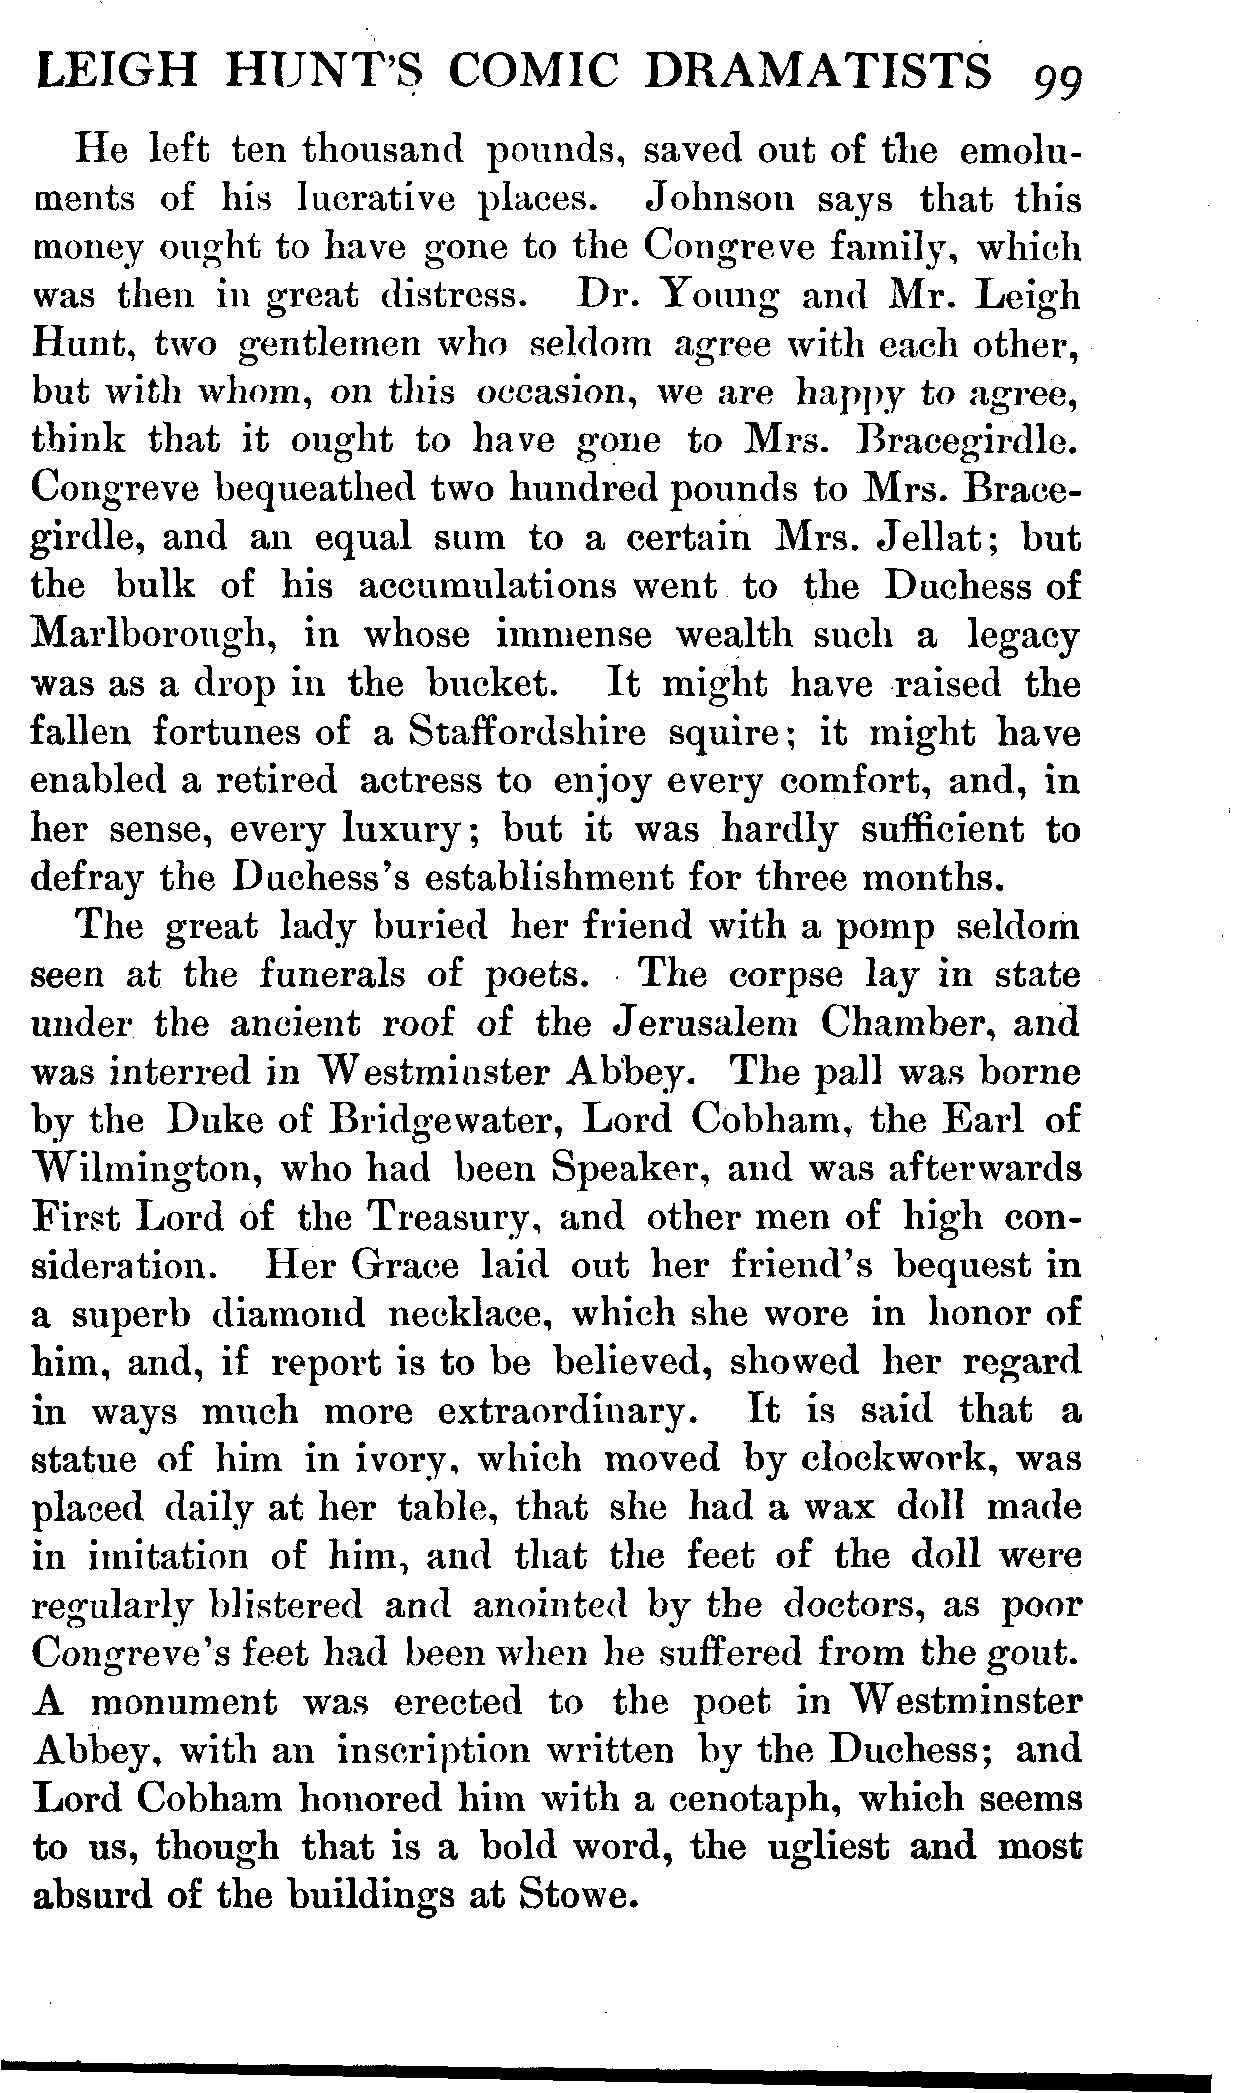 LEIGH HUNT'S COMIC DRAMATISTS 99
He left ten thousand pounds, saved out of the emolu-
ments of his lucrative places. Johnson says that this
money ought to have gone to the Congreve family, which
was then in great distress. Dr. Young and Mr. Leigh
Hunt, two gentlemen who seldom agree with each other,
but with whom, on this occasion, we are happy to agree,
think that it ought to have gone to Mrs. Bracegirdle.
Congreve bequeathed two hundred pounds to Mrs. Brace-
girdle, and an equal sum to a certain Mrs. Jellat; but
the bulk of his accumulations went to the Duchess of
Marlborough, in whose immense wealth such a legacy
was as a drop in the bucket. It might have raised the
fallen fortunes of a Staffordshire squire; it might have
enabled a retired actress to enjoy every comfort, and, in
her sense, every luxury; but it was hardly sufficient to
defray the Duchess's establishment for three months.
The great lady buried her friend with a pomp seldom
seen at the funerals of poets. The corpse lay in state
under the ancient roof of the Jerusalem Chamber, and
was interred in Westminster Abbey. The pall was borne
by the Duke of Bridgewater, Lord Cobham, the Earl of
Wilmington, who had been Speaker, and was afterwards
First Lord of the Treasury, and other men of high con-
sideration. Her Grace laid out her friend's bequest in
a superb diamond necklace, which she wore in honor of
him, and, if report is to be believed, showed her regard
in ways much more extraordinary. It is said that a
statue of him in ivory, which moved by clockwork, was
placed daily at her table, that she had a wax doll made
in imitation of him, and that the feet of the doll were
regularly blistered and anointed by the doctors, as poor
Congreve's feet had been when he suffered from the gout.
A monument was erected to the poet in Westminster
Abbey, with an inscription written by the Duchess; and
Lord Cobham honored him with a cenotaph, which seems
to us, though that is a bold word, the ugliest and most
absurd of the buildings at Stowe.